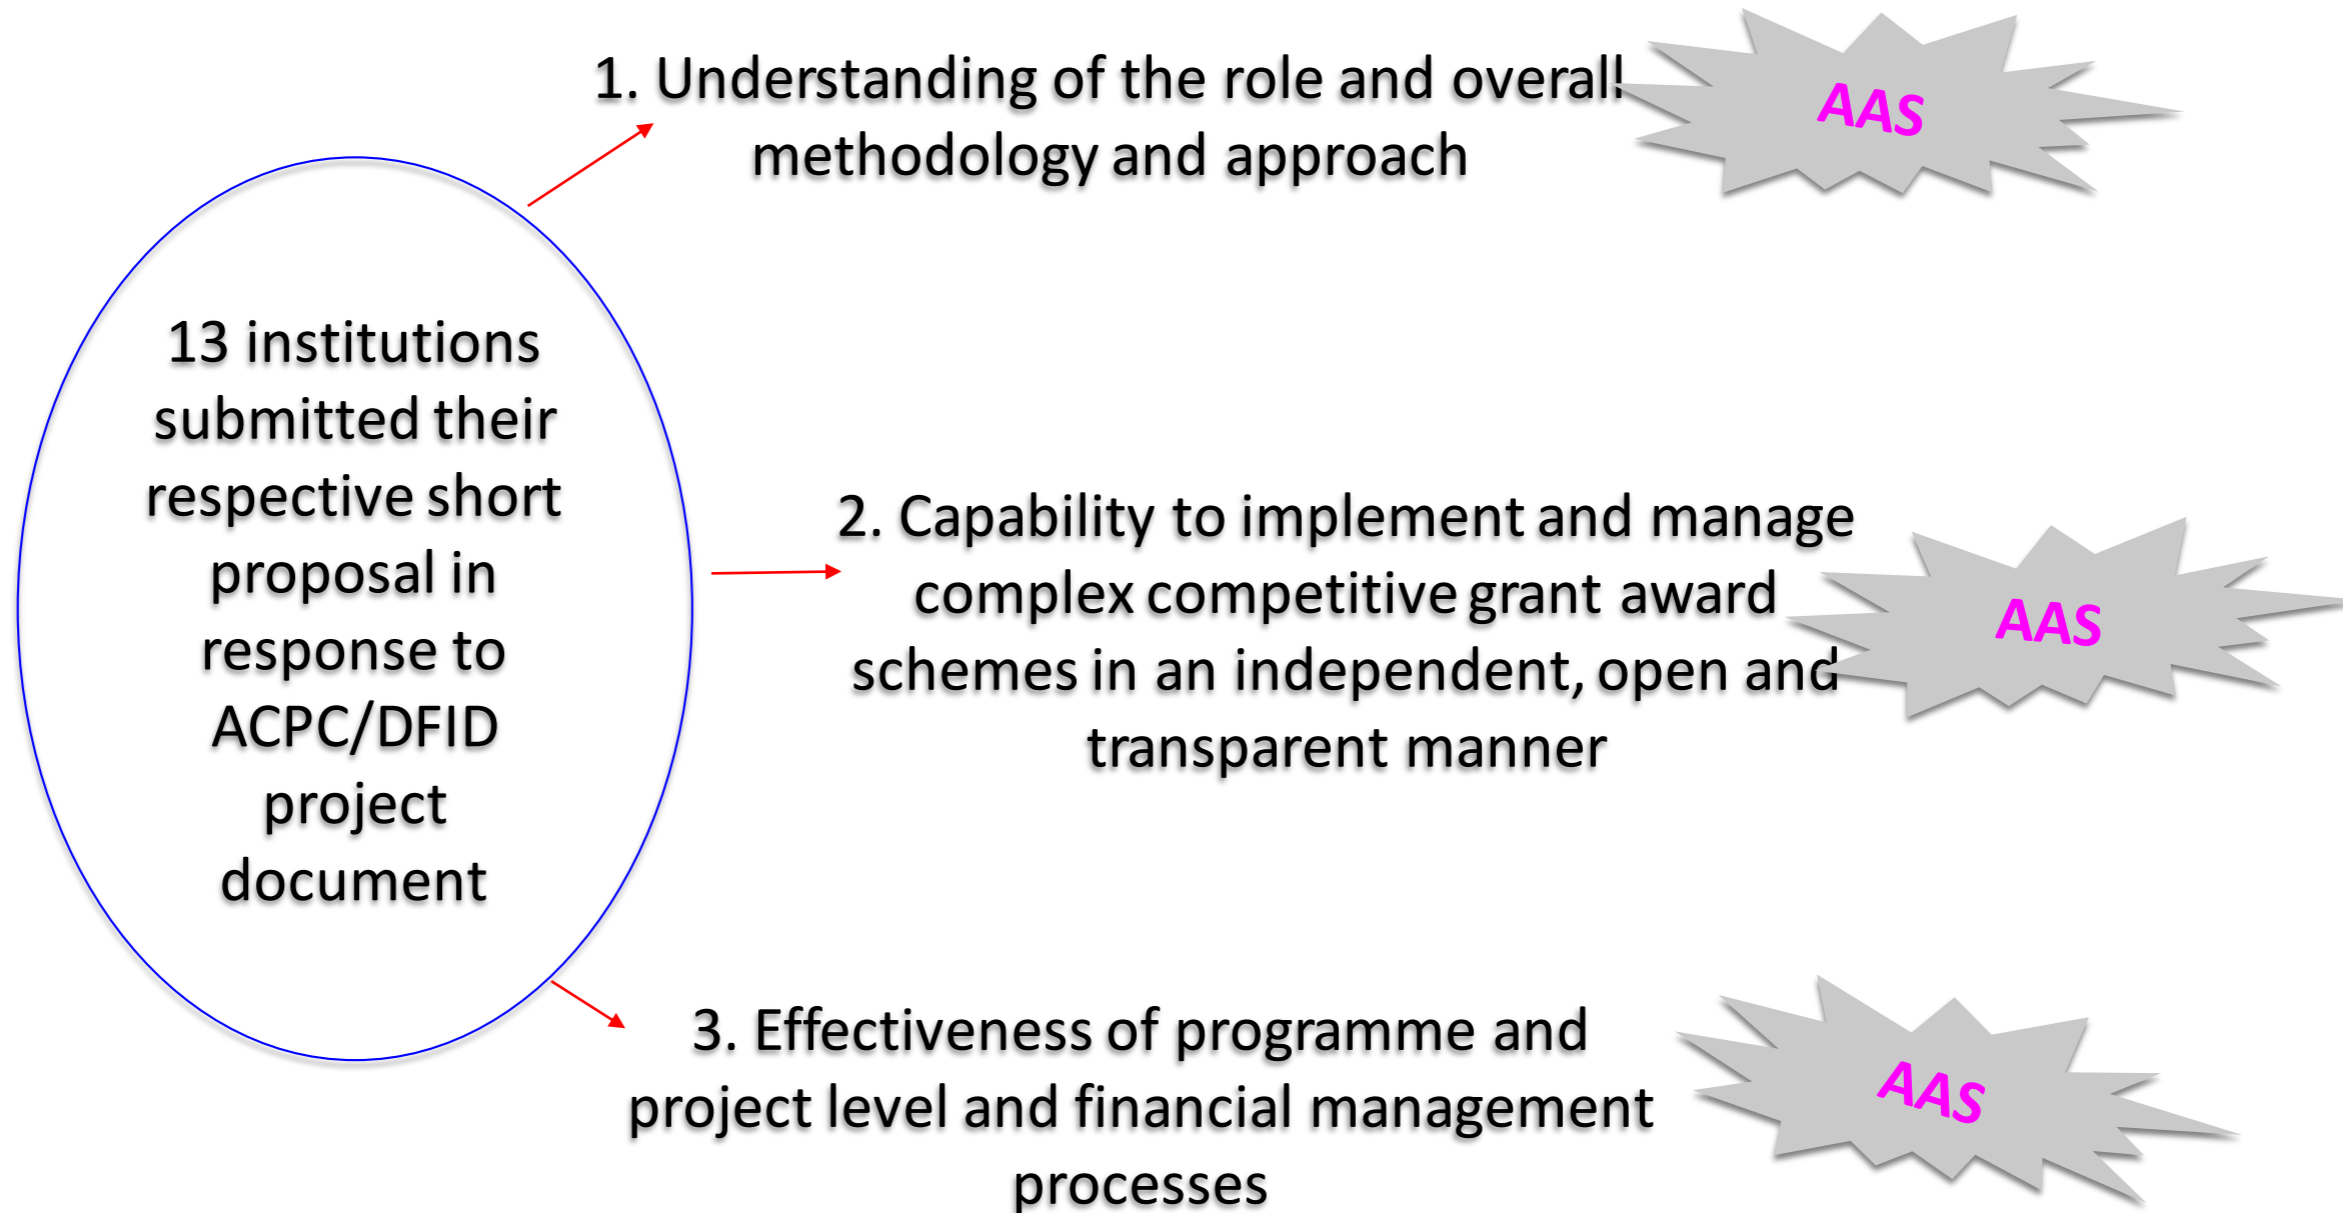 13 institutions
submitted their
respective short
proposal in
response to
ACPC/DFID
project
document
1. Understanding of the role and overall
methodology and approach
AAS
2. Capability to implement and manage
complex competitive grant award
schemes in an independent, open and
transparent manner
AAS
3. Effectiveness of programme and
project level and financial management
processes
AAS